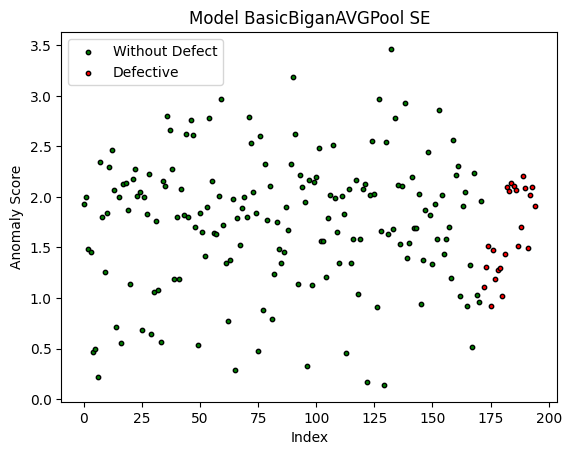 Model BasicBiganAVGPool SE
Without Defect
Defective
Anomaly Score
3.5
3.0
2.5
2.0
1.5
1.0
0.5
0.0
0 25 50 75 100 125 150 175 200
Index